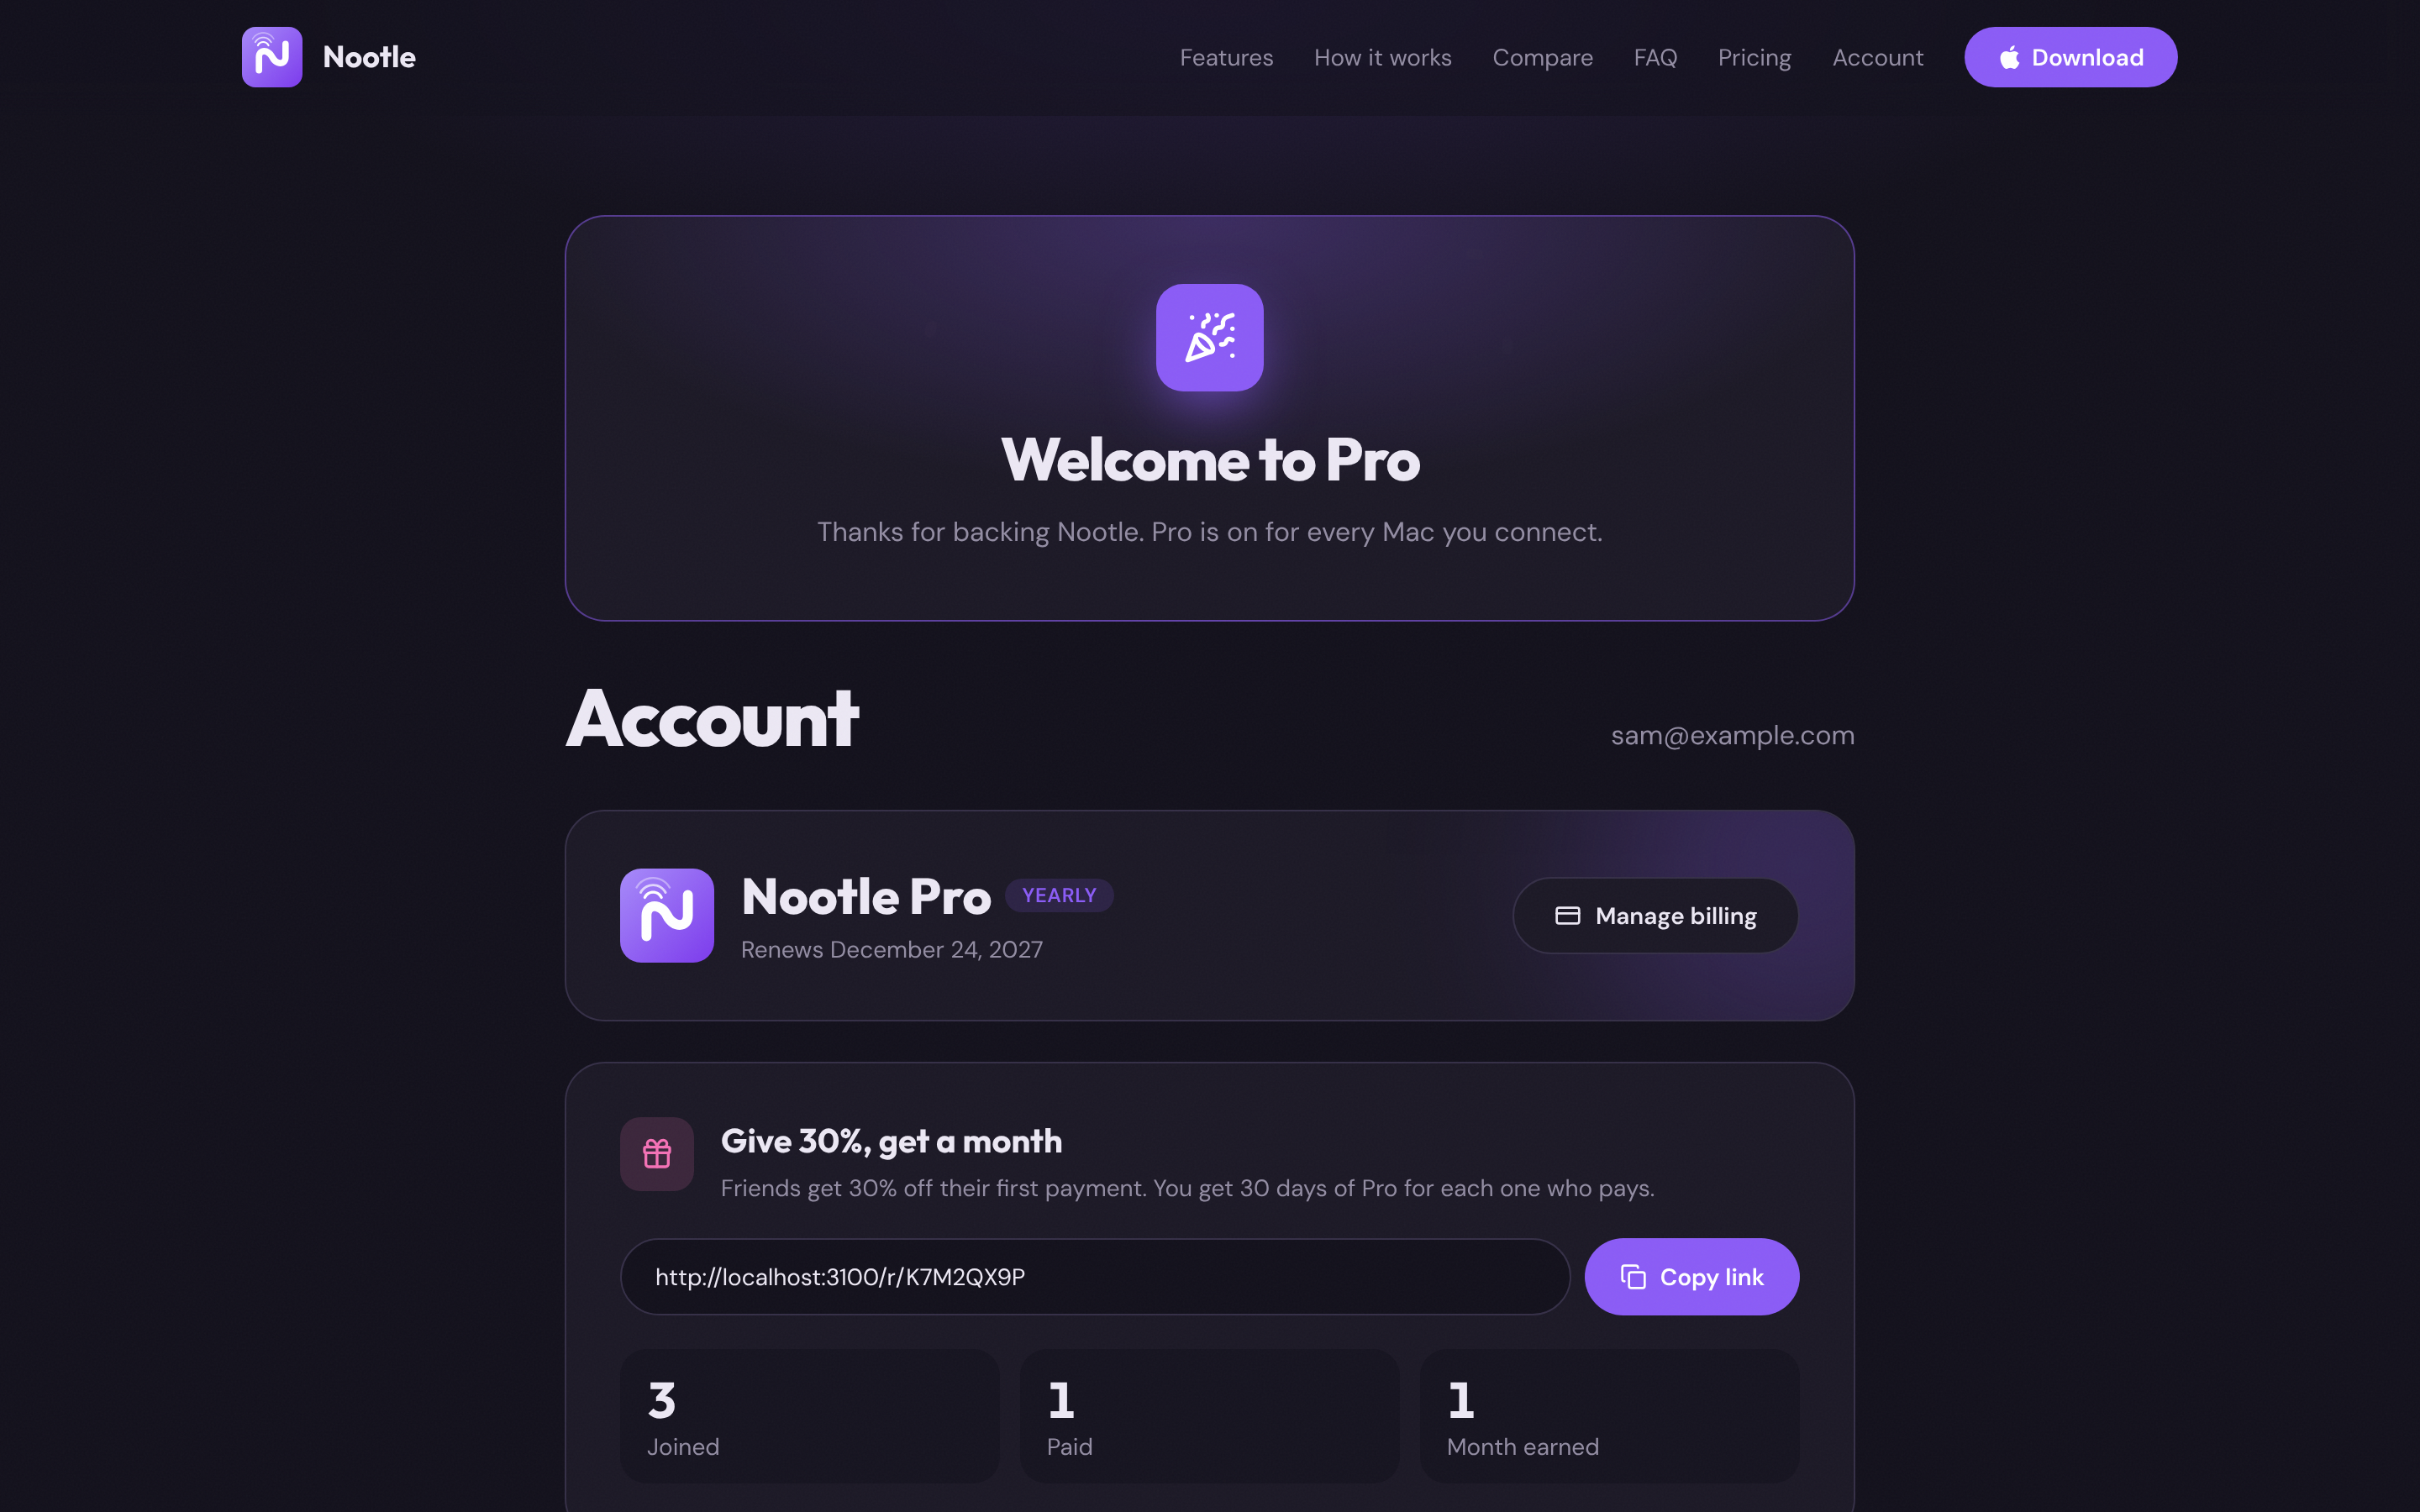 Nootle
Features
How it works
Compare
FAQ
Pricing
Account
Download
Welcome to Pro
Thanks for backing Nootle. Pro is on for every Mac you connect.
Account
sam@example.com
Nootle Pro
YEARLY
Renews December 24, 2027
Manage billing
Give 30%, get a month
Friends get 30% off their first payment. You get 30 days of Pro for each one who pays.
http://localhost:3100/r/K7M2QX9P
Copy link
3
Joined
1
Paid
1
Month earned